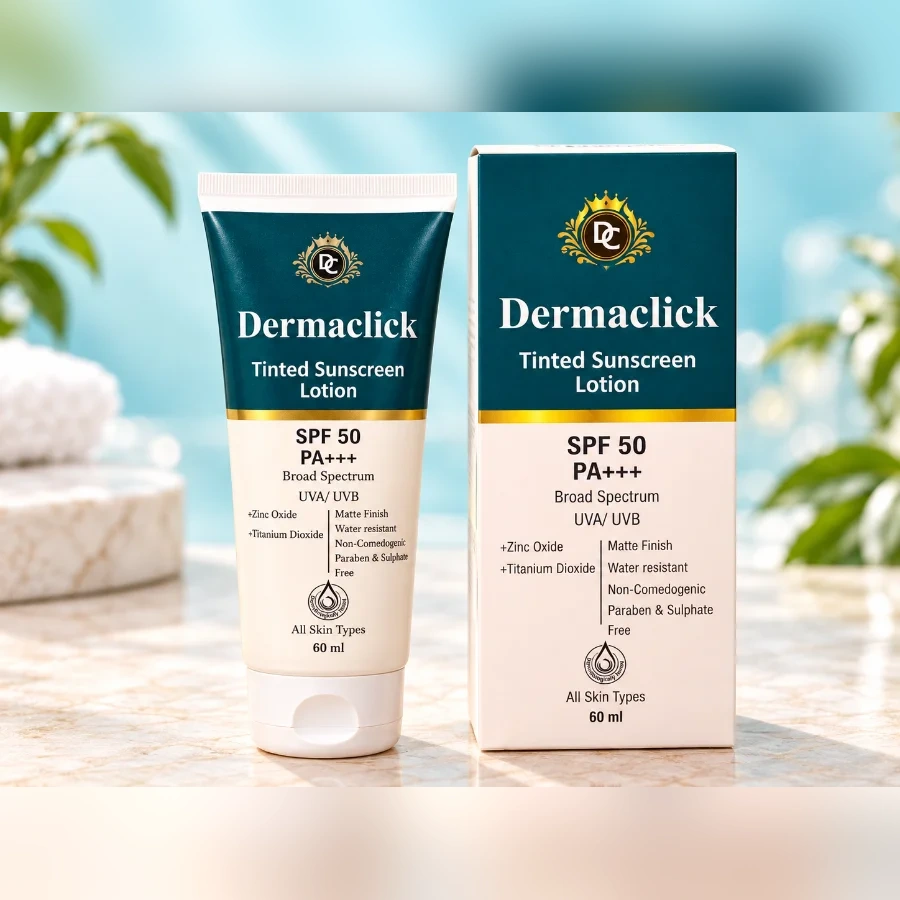 DC
Dermaclick
Tinted Sunscreen
Lotion
SPF 50
PA+++
Broad Spectrum
UVA/ UVB
+Zinc Oxide
+Titanium Dioxide
Matte Finish
Water resistant
Non-Comedogenic
Paraben & Sulphate
Free
All Skin Types
60 ml
DC
Dermaclick
Tinted Sunscreen
Lotion
SPF 50
PA+++
Broad Spectrum
UVA/ UVB
+Zinc Oxide
+Titanium Dioxide
Matte Finish
Water resistant
Non-Comedogenic
Paraben & Sulphate
Free
All Skin Types
60 ml